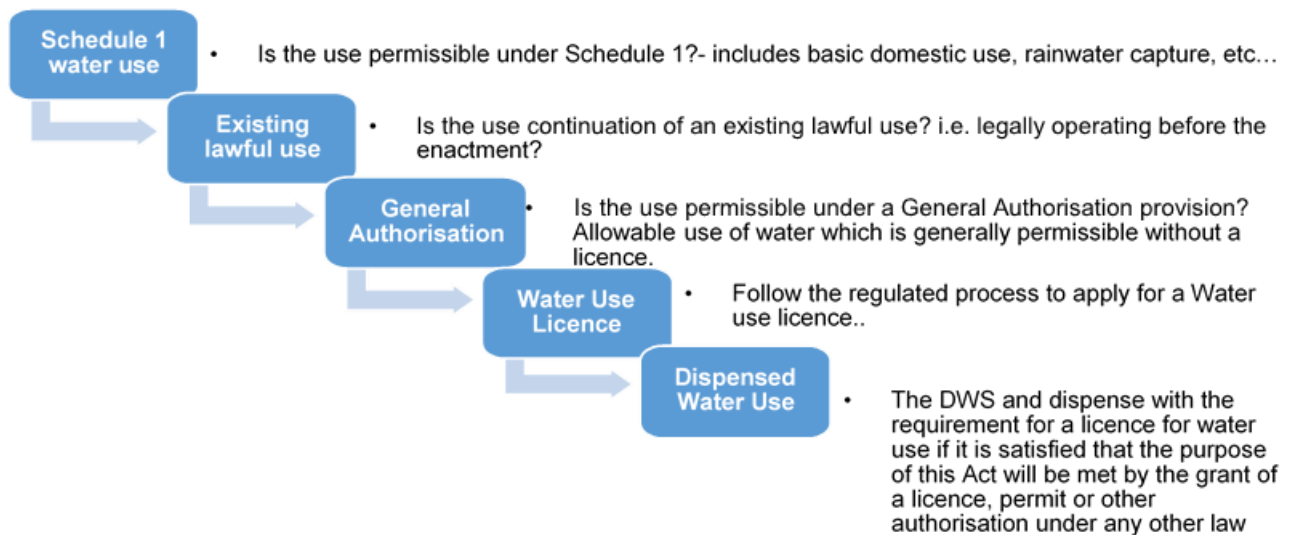 Schedule 1
water use
• Is the use permissible under Schedule 1?- includes basic domestic use, rainwater capture, etc…
Existing
lawful use
• Is the use continuation of an existing lawful use? i.e. legally operating before the
enactment?
General
Authorisation
• Is the use permissible under a General Authorisation provision?
Allowable use of water which is generally permissible without a
licence.
Water Use
Licence
• Follow the regulated process to apply for a Water
use licence..
Dispensed
Water Use
• The DWS and dispense with the
requirement for a licence for water
use if it is satisfied that the purpose
of this Act will be met by the grant of
a licence, permit or other
authorisation under any other law